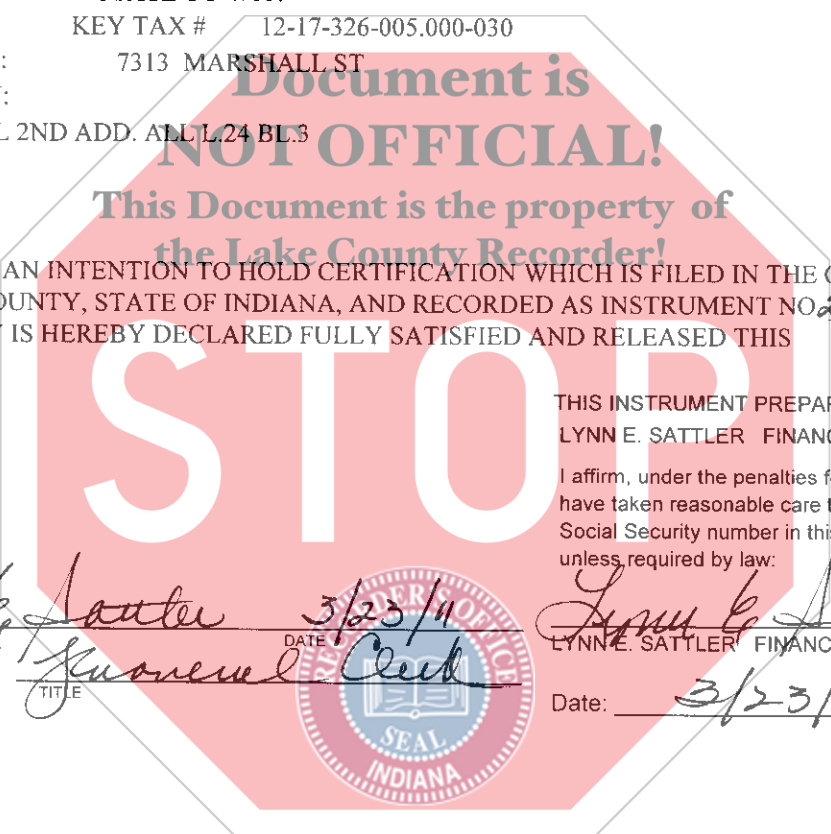 KEY TAX # 12-17-326-005.000-030
: 7313 MARSHALL ST
Document is
:
L 2ND ADD. ALL L.24 BL.3
NOT OFFICIAL!
This Document is the property of
the Lake County Recorder!
AN INTENTION TO HOLD CERTIFICATION WHICH IS FILED IN THE
OUNTY, STATE OF INDIANA, AND RECORDED AS INSTRUMENT NO
IS HEREBY DECLARED FULLY SATISFIED AND RELEASED THIS
STOP
THIS INSTRUMENT PREPAR
LYNN E. SATTLER FINANC
I affirm, under the penalties f
have taken reasonable care t
Social Security number in this
unless required by law:
Sattler 3/23/11
DATE
Financial Clerk
TITLE
Lynn E
LYNN E. SATTLER FINANC
Date: 3/23/
RECORDER'S OFFICE
SEAL
INDIANA